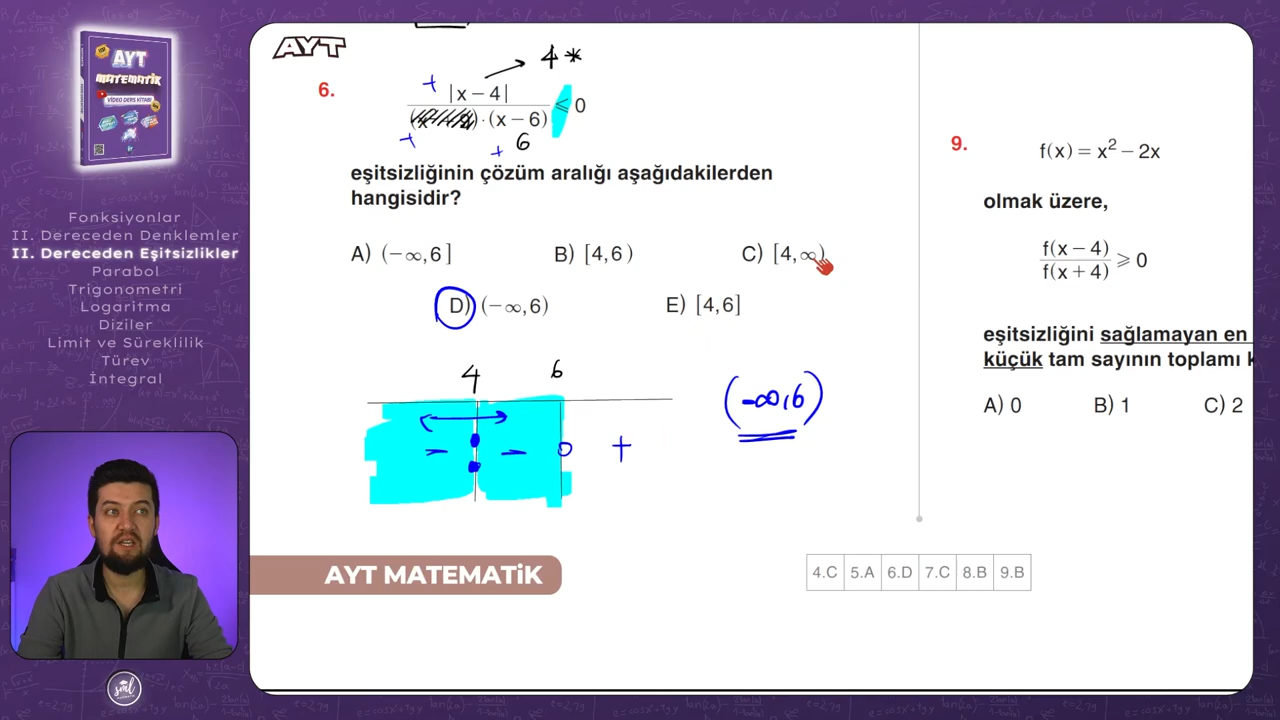 AYT
MATEMATİK
VİDEO DERS KİTABI
Fonksiyonlar
II. Dereceden Denklemler
II. Dereceden Eşitsizlikler
Parabol
Trigonometri
Logaritma
Diziler
Limit ve Süreklilik
Türev
İntegral
sml
AYT
4 *
6.
+ |x – 4|
· (x – 6) ⩽ 0
+ + 6
eşitsizliğinin çözüm aralığı aşağıdakilerden
hangisidir?
A) (–∞,6] B) [4,6) C) [4,∞)
D) (–∞,6) E) [4,6]
4 6
– – 0 +
(-∞,6)
AYT MATEMATİK
9.
f(x) = x² – 2x
olmak üzere,
f(x – 4)
f(x + 4) ⩾ 0
eşitsizliğini sağlamayan en
küçük tam sayının toplamı k
A) 0 B) 1 C) 2
4.C 5.A 6.D 7.C 8.B 9.B